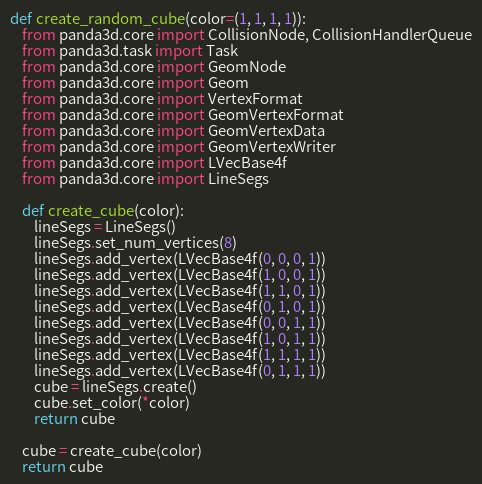 def create_random_cube(color=(1, 1, 1, 1)):
    from panda3d.core import CollisionNode, CollisionHandlerQueue
    from panda3d.task import Task
    from panda3d.core import GeomNode
    from panda3d.core import Geom
    from panda3d.core import VertexFormat
    from panda3d.core import GeomVertexFormat
    from panda3d.core import GeomVertexData
    from panda3d.core import GeomVertexWriter
    from panda3d.core import LVecBase4f
    from panda3d.core import LineSegs

    def create_cube(color):
        lineSegs = LineSegs()
        lineSegs.set_num_vertices(8)
        lineSegs.add_vertex(LVecBase4f(0, 0, 0, 1))
        lineSegs.add_vertex(LVecBase4f(1, 0, 0, 1))
        lineSegs.add_vertex(LVecBase4f(1, 1, 0, 1))
        lineSegs.add_vertex(LVecBase4f(0, 1, 0, 1))
        lineSegs.add_vertex(LVecBase4f(0, 0, 1, 1))
        lineSegs.add_vertex(LVecBase4f(1, 0, 1, 1))
        lineSegs.add_vertex(LVecBase4f(1, 1, 1, 1))
        lineSegs.add_vertex(LVecBase4f(0, 1, 1, 1))
        cube = lineSegs.create()
        cube.set_color(*color)
        return cube

    cube = create_cube(color)
    return cube